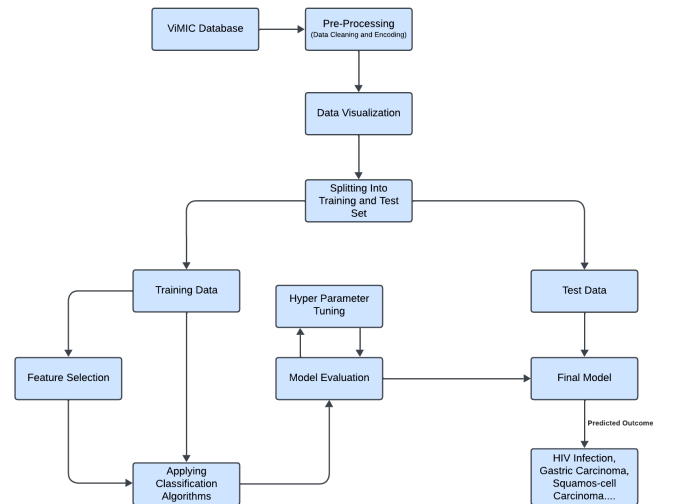 ViMIC Database
Pre-Processing
(Data Cleaning and Encoding)
Data Visualization
Splitting Into
Training and Test
Set
Training Data
Hyper Parameter
Tuning
Test Data
Feature Selection
Model Evaluation
Final Model
Predicted Outcome
Applying
Classification
Algorithms
HIV Infection,
Gastric Carcinoma,
Squamos-cell
Carcinoma....